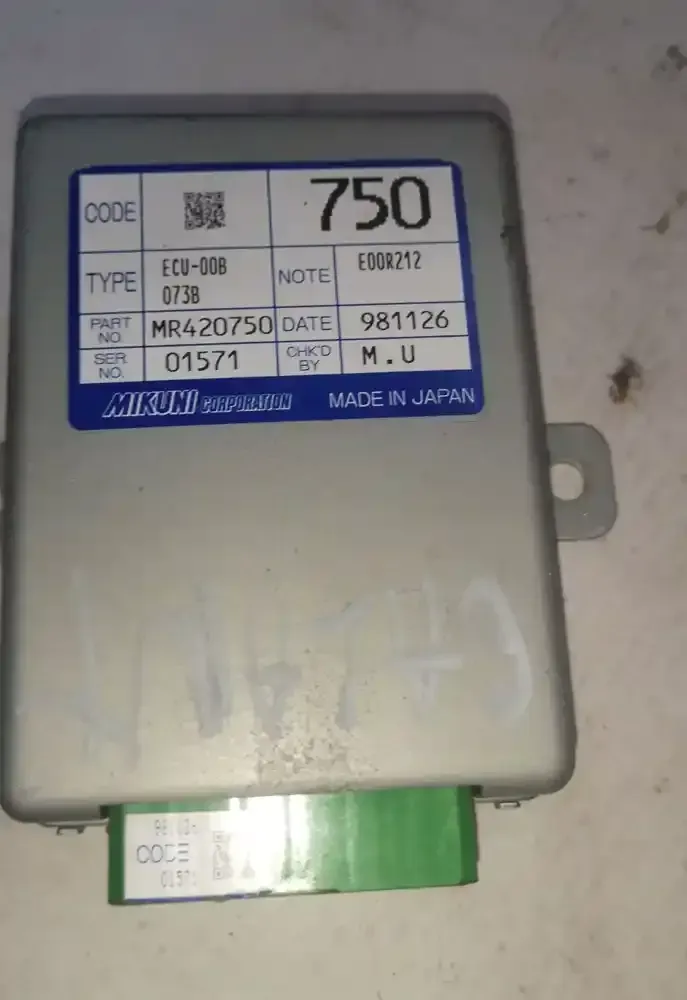 CODE 750
TYPE ECU-00B 073B NOTE E00R212
PART NO. MR420750 DATE 981126
SER NO. 01571 CHK'D BY M.U
MIKUNI CORPORATION MADE IN JAPAN
CODE